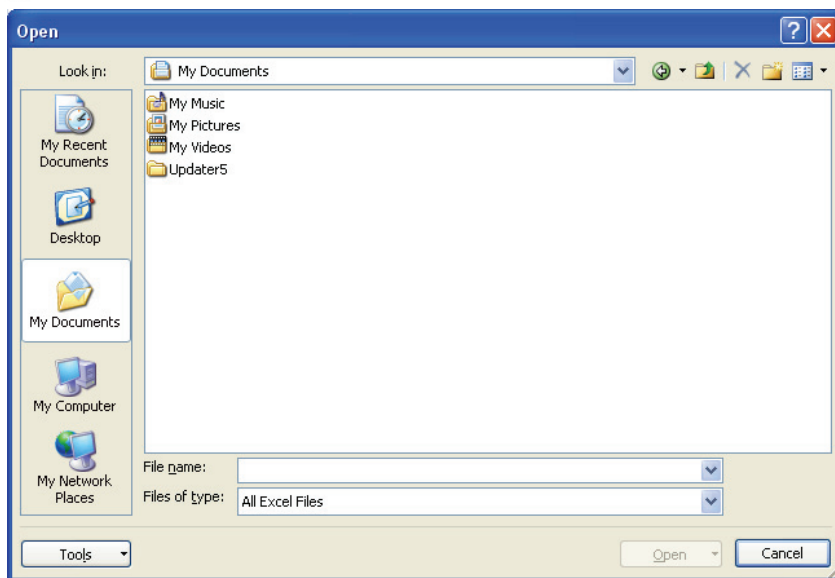 Open
Look in:
My Documents
My Music
My Pictures
My Videos
Updater5
My Recent
Documents
Desktop
My Documents
My Computer
My Network
Places
File name:
Files of type:
All Excel Files
Tools
Open
Cancel